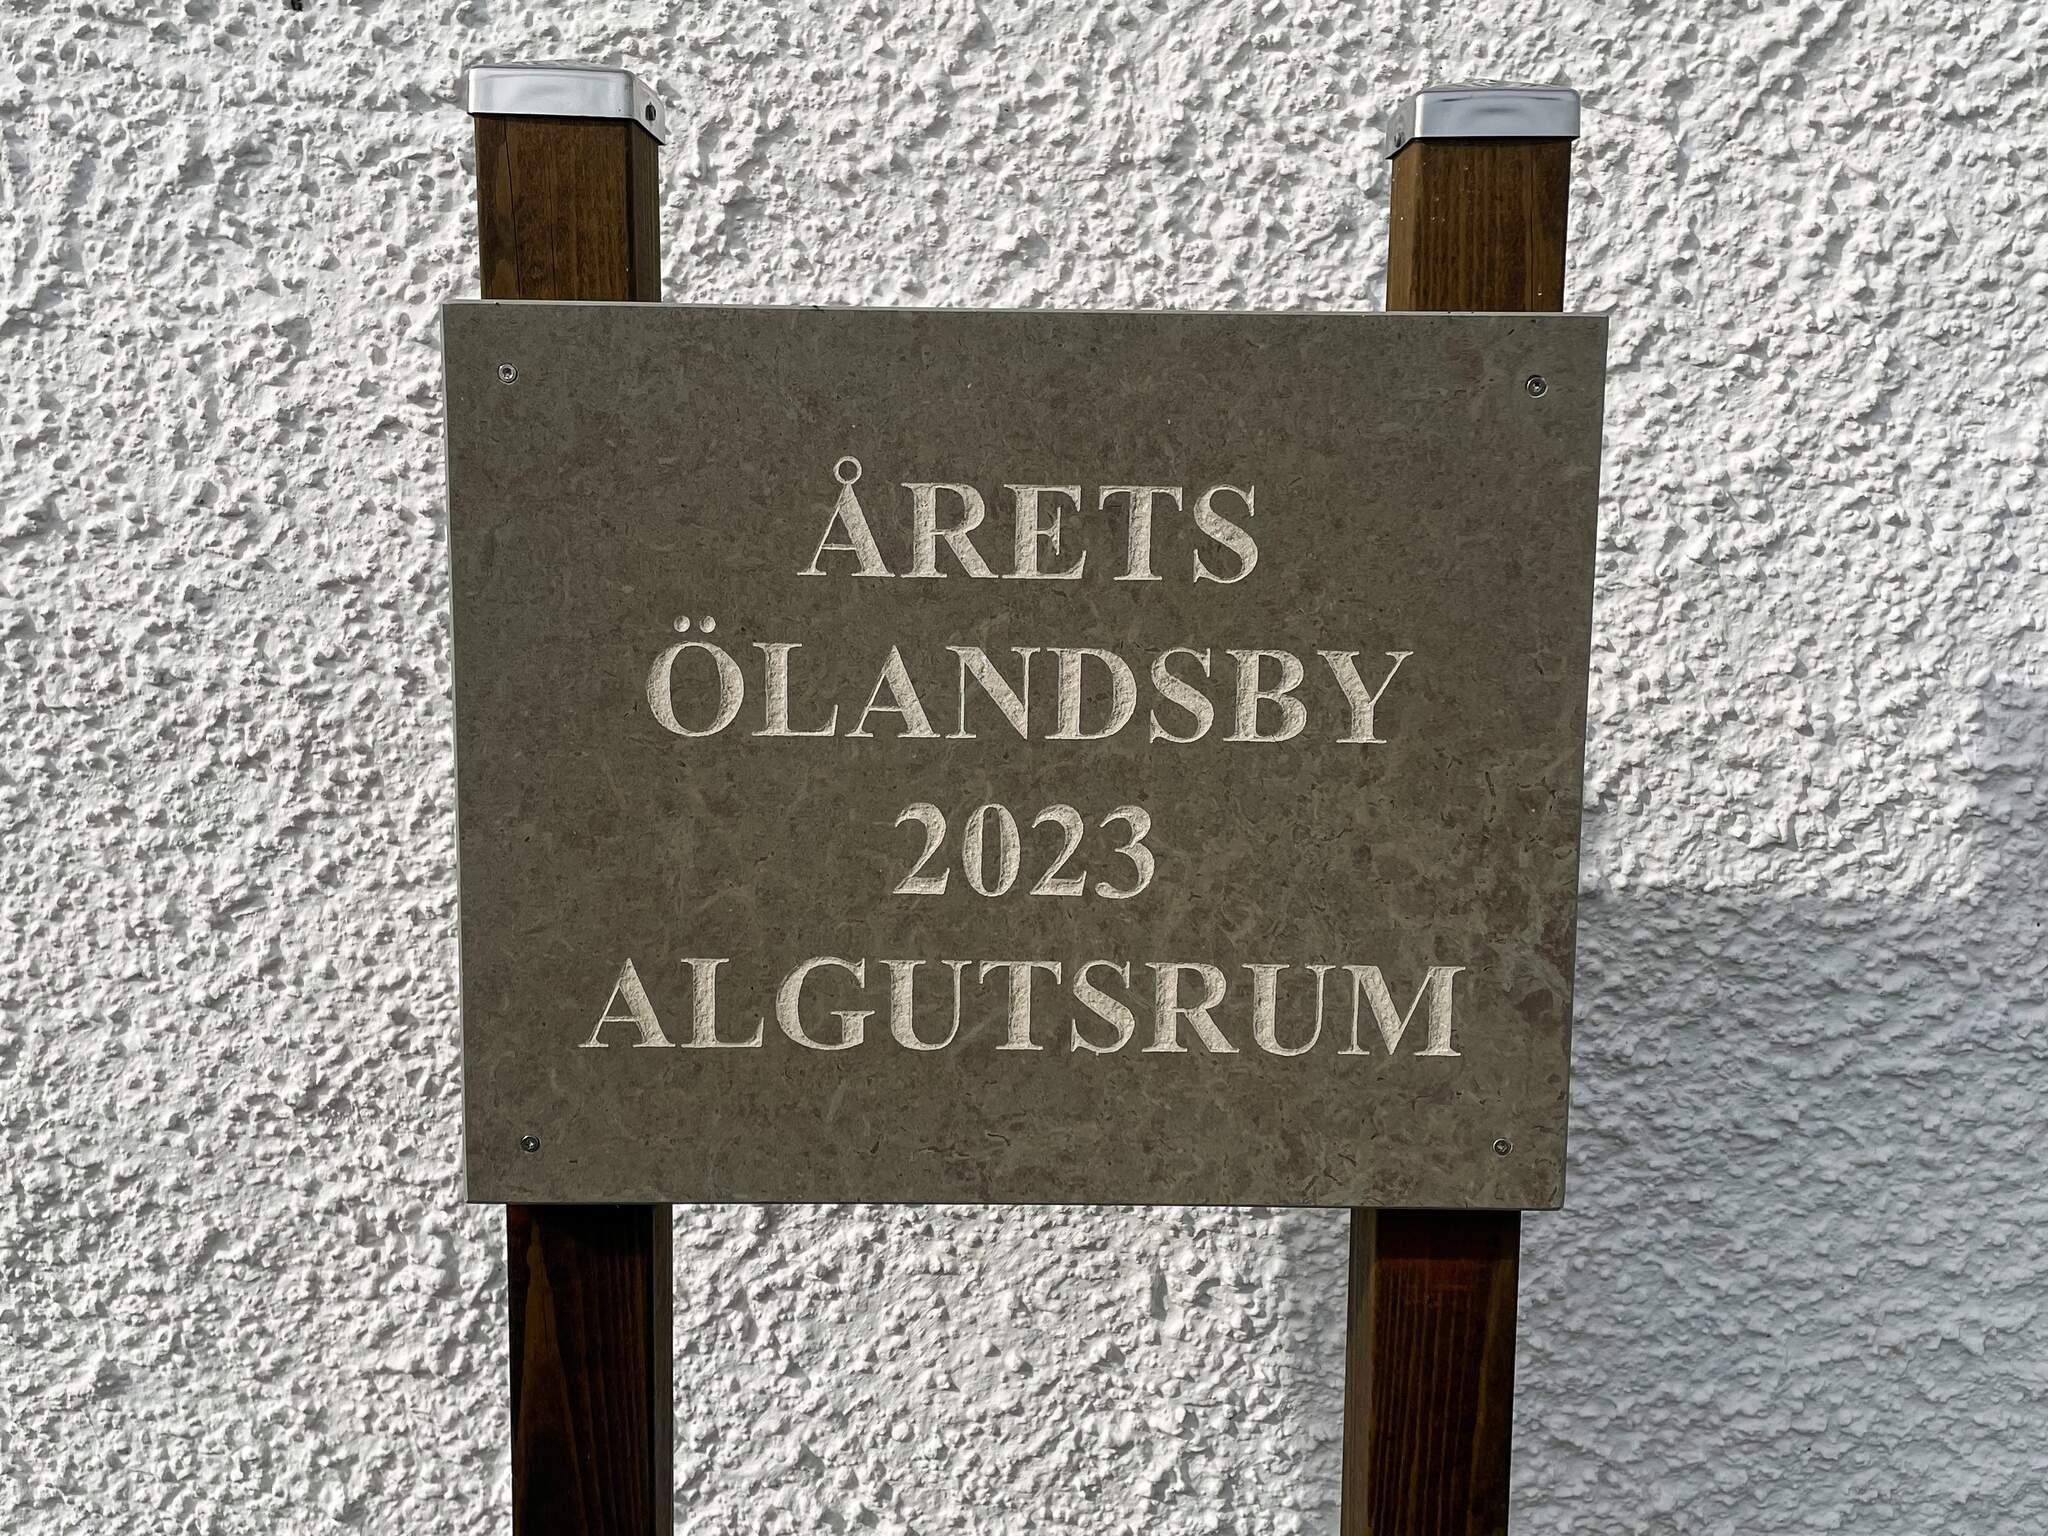 ÅRETS
ÖLANDSBY
2023
ALGUTSRUM